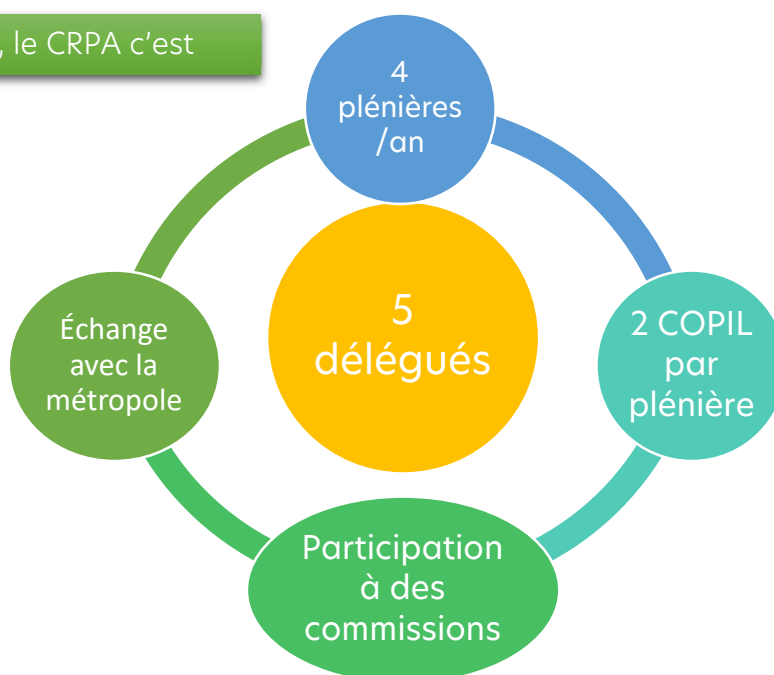 , le CRPA c'est
4
plénières
/an
5
délégués
2 COPIL
par
plénière
Participation
à des
commissions
Échange
avec la
métropole